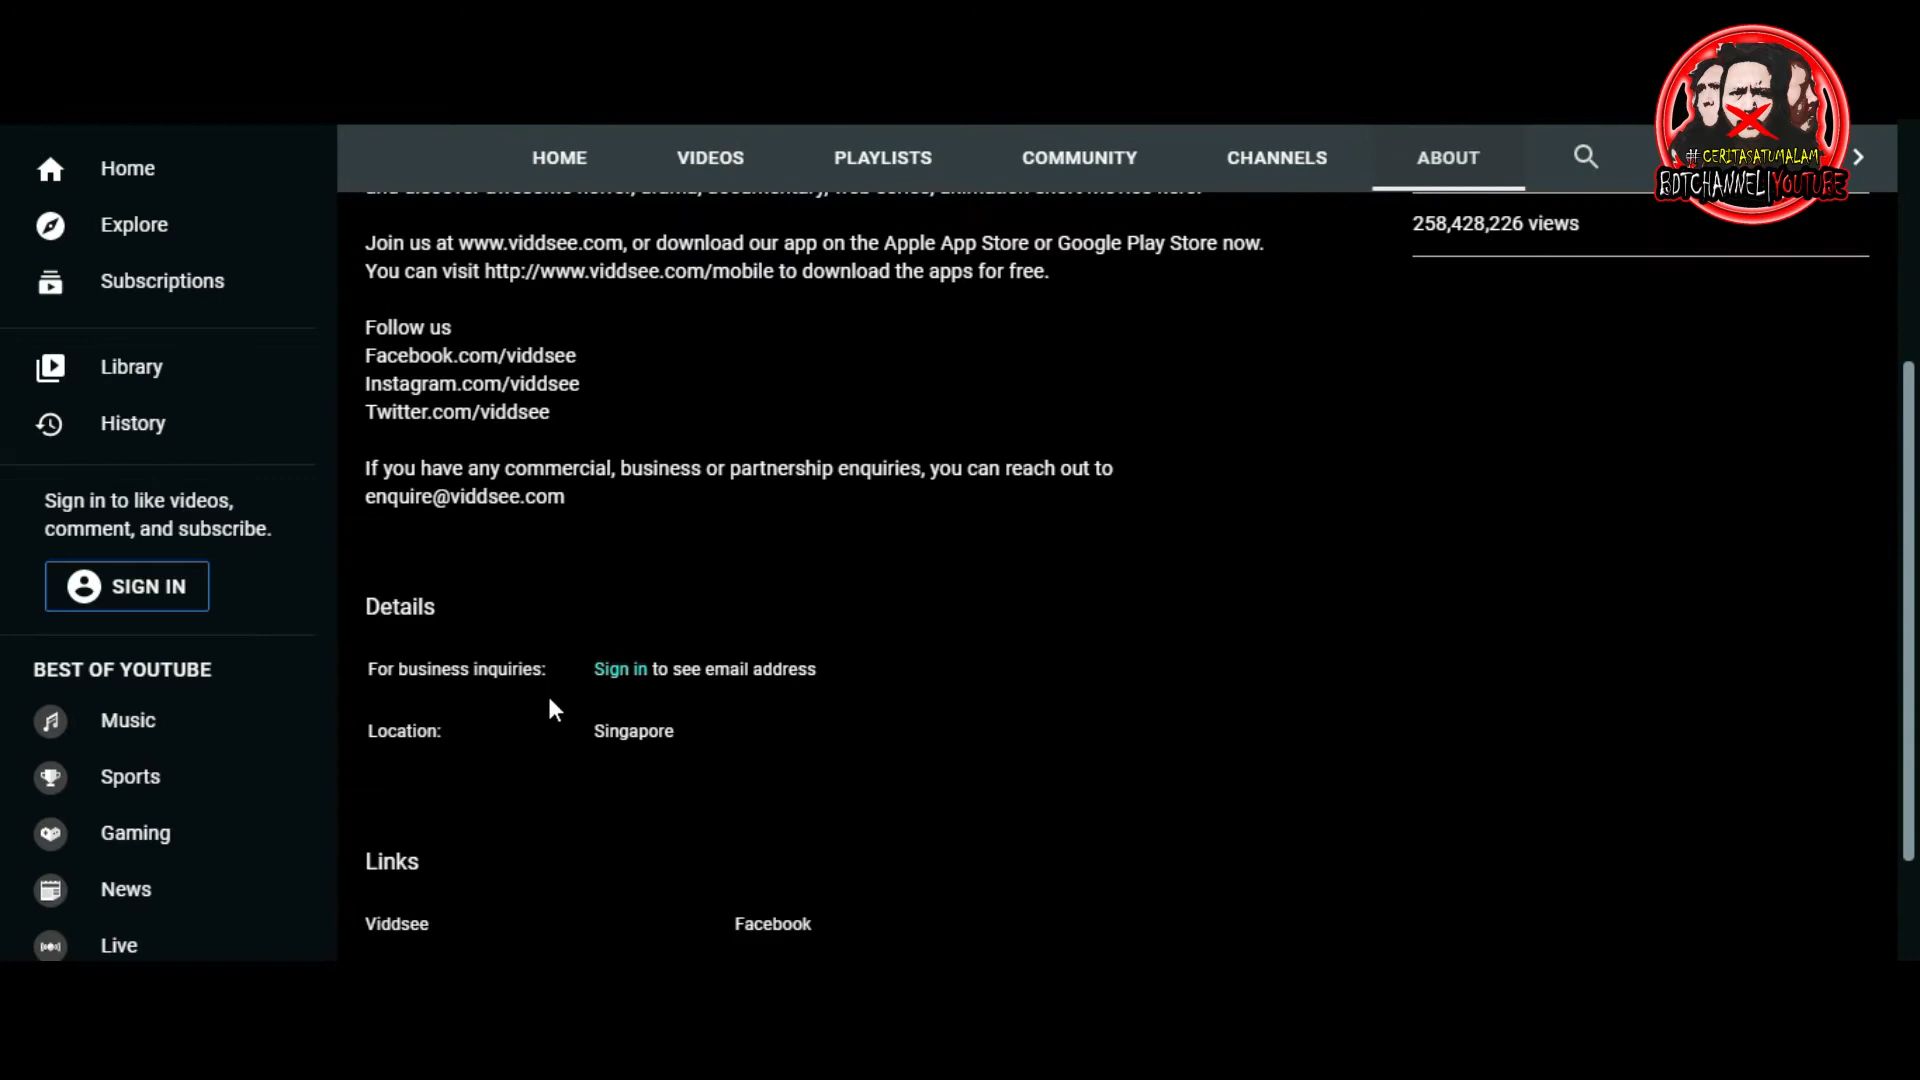 # CERITASATUMALAM
BDTCHANNEL|YOUTUBE
HOME
VIDEOS
PLAYLISTS
COMMUNITY
CHANNELS
ABOUT
Home
Explore
Subscriptions
Library
History
Sign in to like videos,
comment, and subscribe.
SIGN IN
BEST OF YOUTUBE
Music
Sports
Gaming
News
Live
Join us at www.viddsee.com, or download our app on the Apple App Store or Google Play Store now.
You can visit http://www.viddsee.com/mobile to download the apps for free.
Follow us
Facebook.com/viddsee
Instagram.com/viddsee
Twitter.com/viddsee
If you have any commercial, business or partnership enquiries, you can reach out to
enquire@viddsee.com
Details
For business inquiries: Sign in to see email address
Location: Singapore
Links
Viddsee Facebook
258,428,226 views